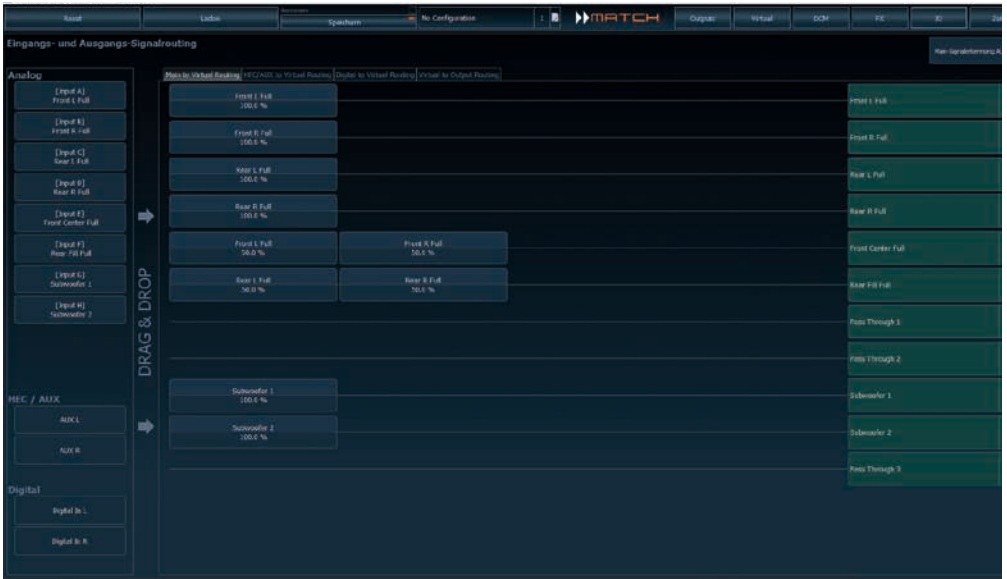 Reset
Laden
Speichern
No Configuration
1
MATCH
Outputs
Virtual
DCM
FX
IO
Eingangs- und Ausgangs-Signalrouting
Analog
Main to Virtual Routing
HEC/AUX to Virtual Routing
Digital to Virtual Routing
Virtual to Output Routing
[Input A]
Front L Full
[Input B]
Front R Full
[Input C]
Rear L Full
[Input D]
Rear R Full
[Input E]
Front Center Full
[Input F]
Rear Fill Full
[Input G]
Subwoofer 1
[Input H]
Subwoofer 2
DRAG & DROP
HEC / AUX
AUX L
AUX R
Digital
Digital In L
Digital In R
Front L Full
100.0 %
Front L Full
Front R Full
100.0 %
Front R Full
Rear L Full
100.0 %
Rear L Full
Rear R Full
100.0 %
Rear R Full
Front L Full
50.0 %
Front R Full
50.0 %
Front Center Full
Rear L Full
50.0 %
Rear R Full
50.0 %
Rear Fill Full
Pass Through 1
Pass Through 2
Subwoofer 1
100.0 %
Subwoofer 1
Subwoofer 2
100.0 %
Subwoofer 2
Pass Through 3